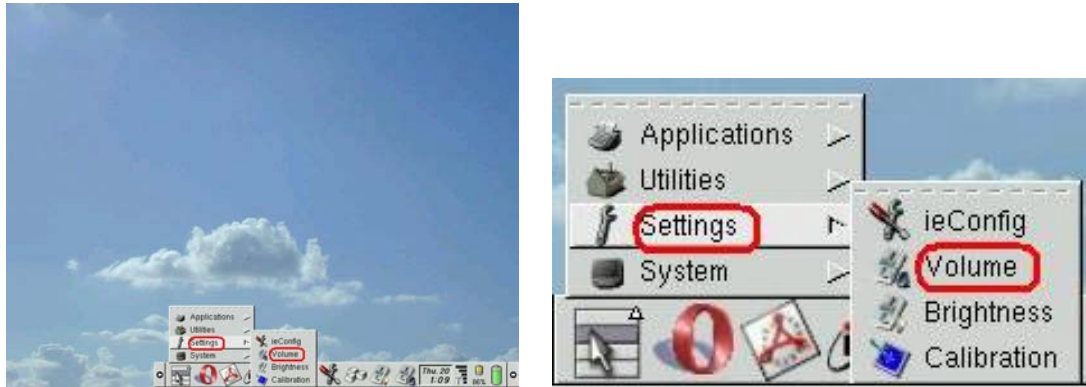 Applications
Utilities
Settings
System
ieConfig
Volume
Brightness
Calibration
Thu. 20
1:09
86%
Applications
Utilities
Settings
System
ieConfig
Volume
Brightness
Calibration